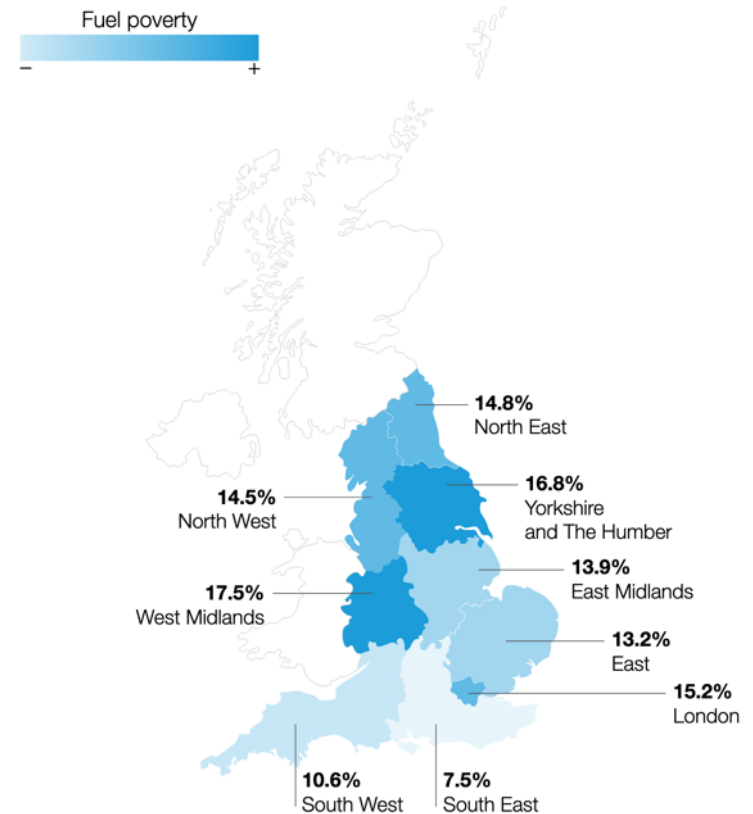 Fuel poverty
– +
14.8%
North East
16.8%
Yorkshire
and The Humber
14.5%
North West
13.9%
East Midlands
17.5%
West Midlands
13.2%
East
15.2%
London
10.6%
South West
7.5%
South East